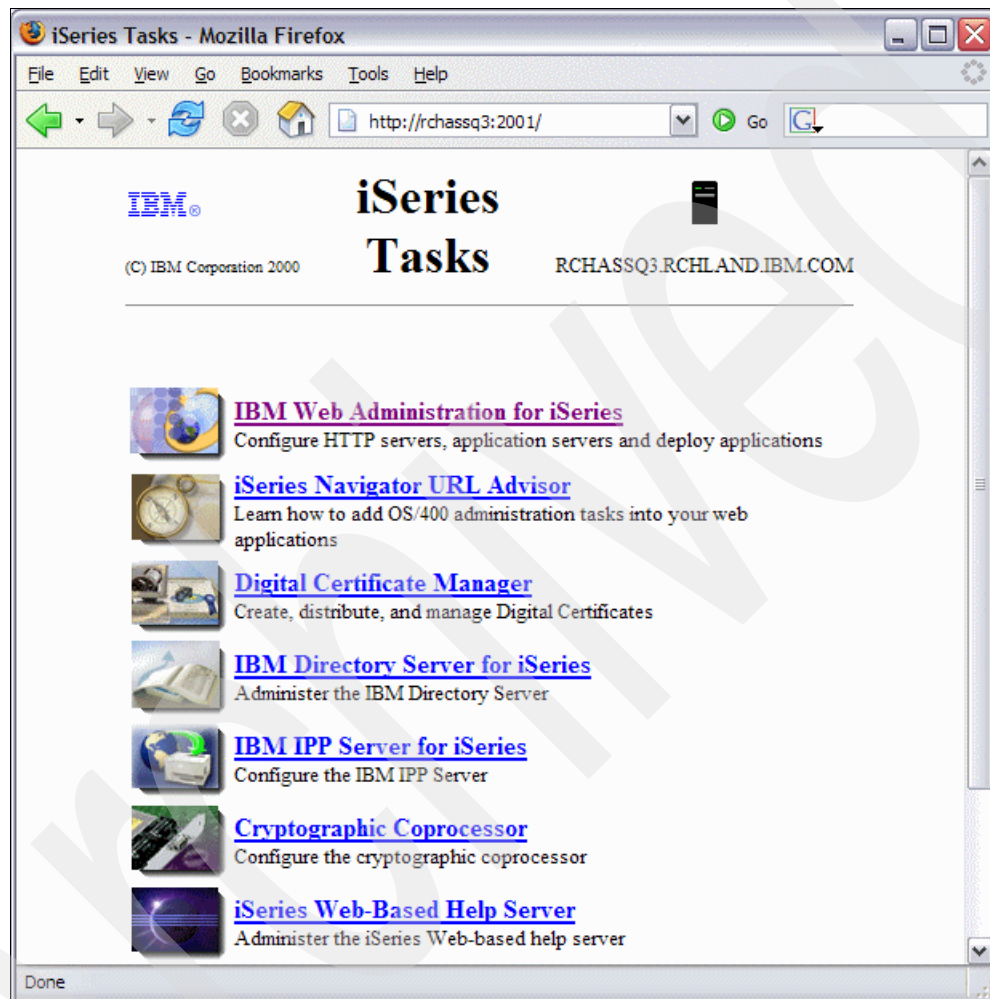 iSeries Tasks - Mozilla Firefox
File Edit View Go Bookmarks Tools Help
http://rchassq3:2001/ Go G
IBM®
iSeries
Tasks
(C) IBM Corporation 2000
RCHASSQ3.RCHLAND.IBM.COM
IBM Web Administration for iSeries
Configure HTTP servers, application servers and deploy applications
iSeries Navigator URL Advisor
Learn how to add OS/400 administration tasks into your web
applications
Digital Certificate Manager
Create, distribute, and manage Digital Certificates
IBM Directory Server for iSeries
Administer the IBM Directory Server
IBM IPP Server for iSeries
Configure the IBM IPP Server
Cryptographic Coprocessor
Configure the cryptographic coprocessor
iSeries Web-Based Help Server
Administer the iSeries Web-based help server
Done